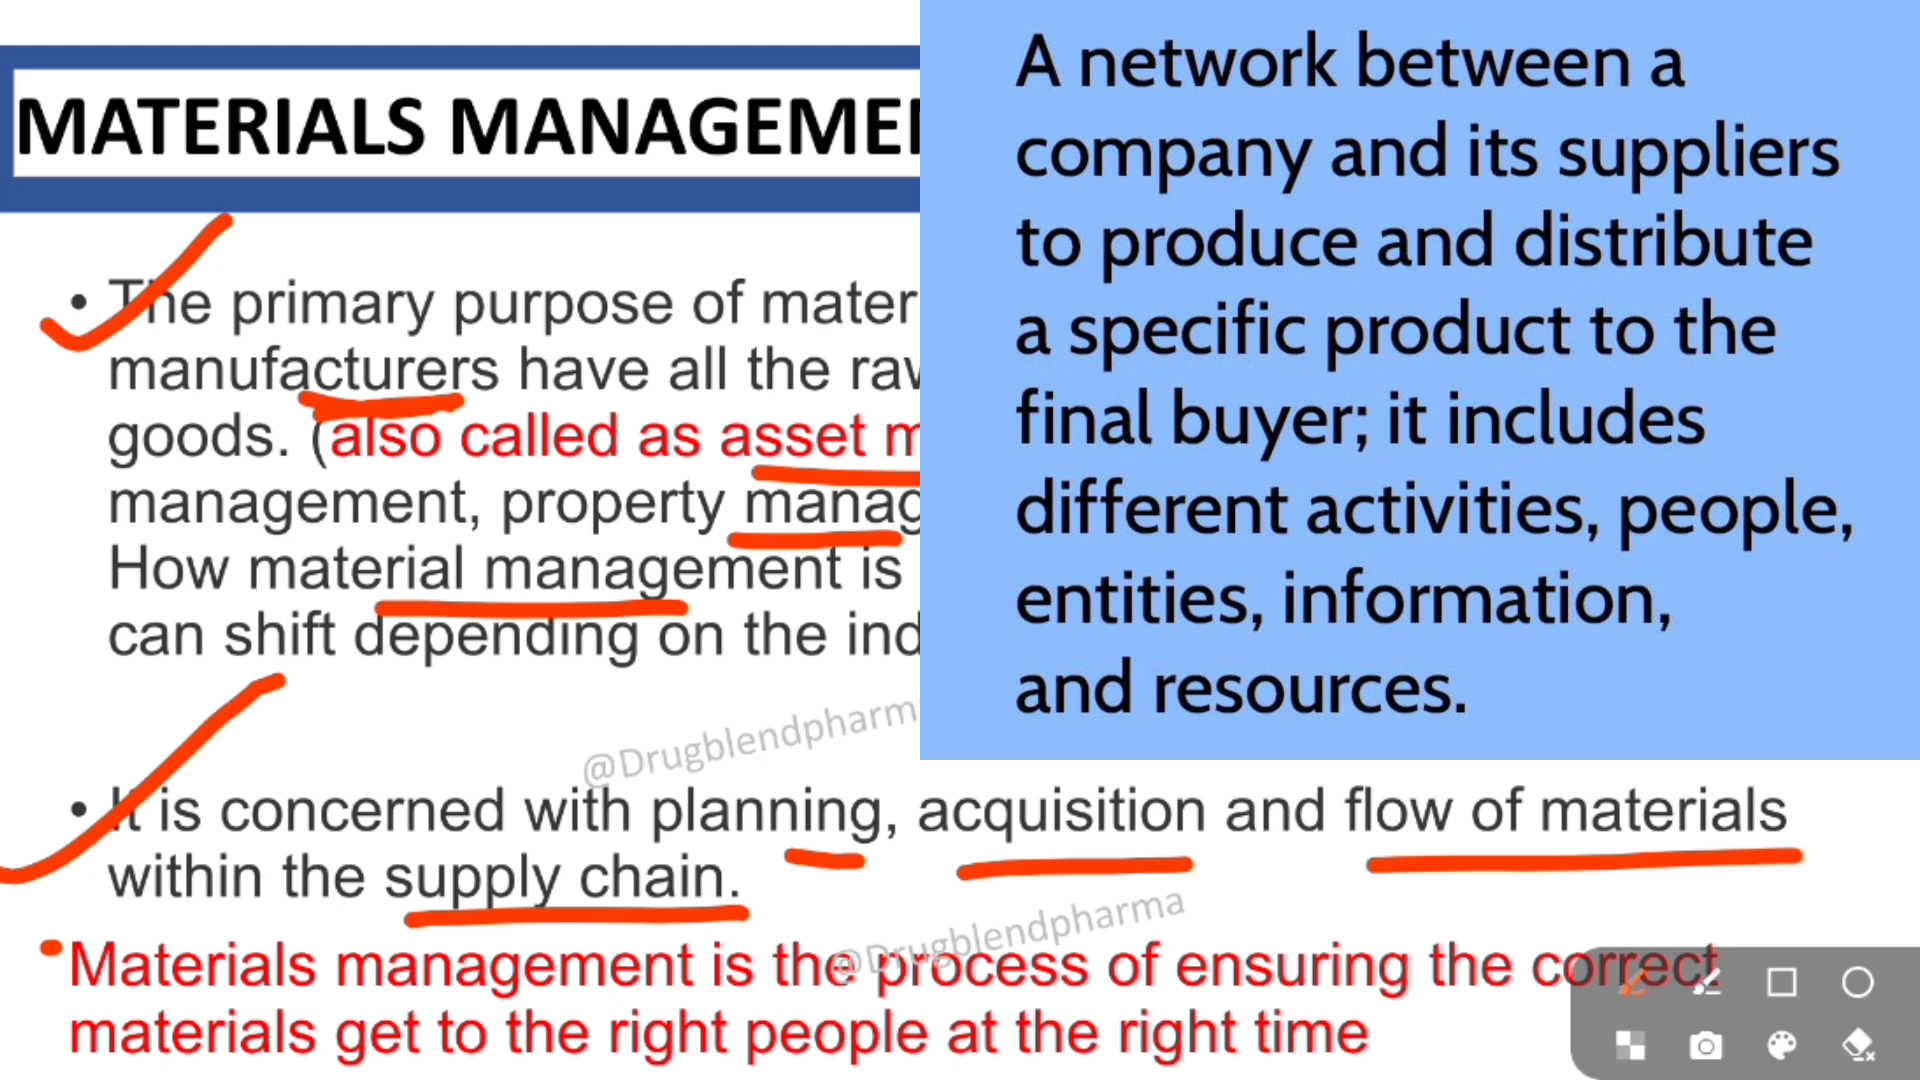 MATERIALS MANAGEME
The primary purpose of mater
manufacturers have all the raw
goods. (also called as asset m
management, property manag
How material management is
can shift depending on the ind
@Drugblendpharma
• It is concerned with planning, acquisition and flow of materials
within the supply chain.
@Drugblendpharma
Materials management is the process of ensuring the correct
materials get to the right people at the right time
A network between a
company and its suppliers
to produce and distribute
a specific product to the
final buyer; it includes
different activities, people,
entities, information,
and resources.